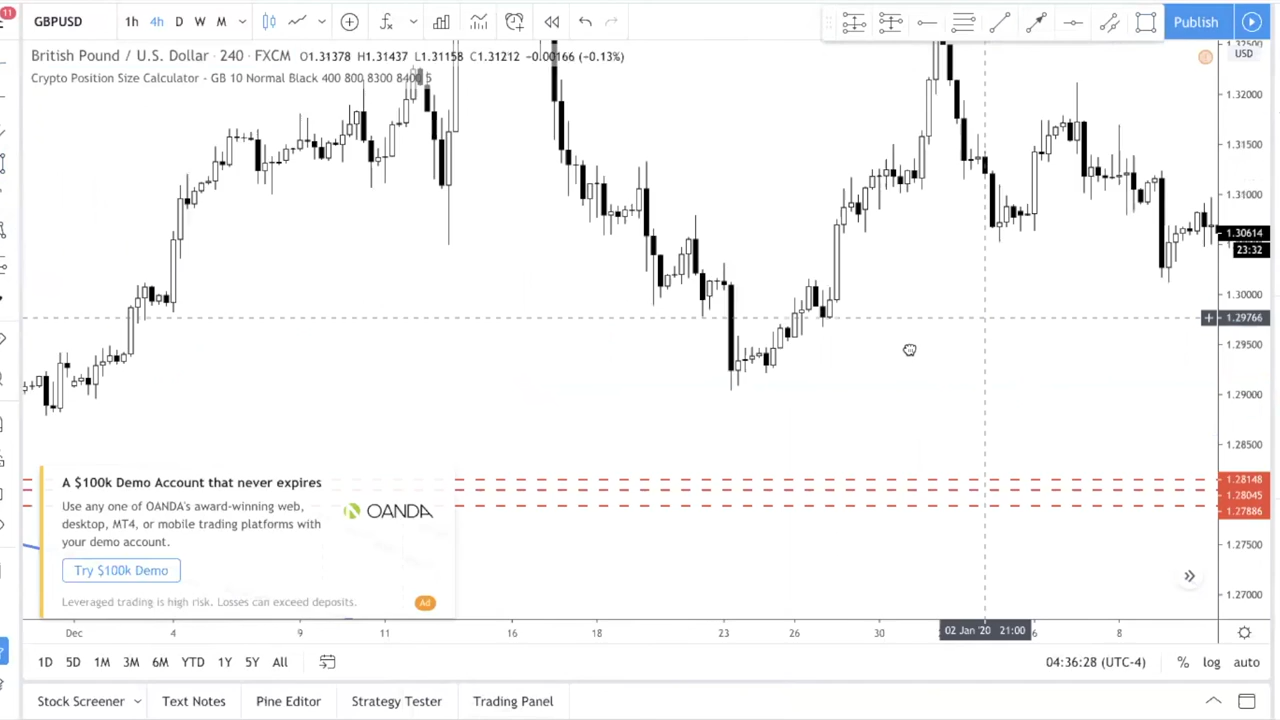 11
GBPUSD 1h 4h D W M Publish
British Pound / U.S. Dollar · 240 · FXCM O1.31378 H1.31437 L1.31158 C1.31212 −0.00166 (−0.13%)
Crypto Position Size Calculator - GB 10 Normal Black 400 800 8300 8400 5
1.32500
USD
1.32000
1.31500
1.31000
1.30614
23:32
1.30000
1.29766
1.29500
1.29000
1.28500
1.28148
1.28045
1.27886
1.27500
1.27000
A $100k Demo Account that never expires
Use any one of OANDA's award-winning web,
desktop, MT4, or mobile trading platforms with
your demo account.
OANDA
Try $100k Demo
Leveraged trading is high risk. Losses can exceed deposits.
Ad
Dec 4 9 11 16 18 23 26 30 02 Jan '20 21:00 6 8
1D 5D 1M 3M 6M YTD 1Y 5Y All 04:36:28 (UTC-4) % log auto
Stock Screener Text Notes Pine Editor Strategy Tester Trading Panel